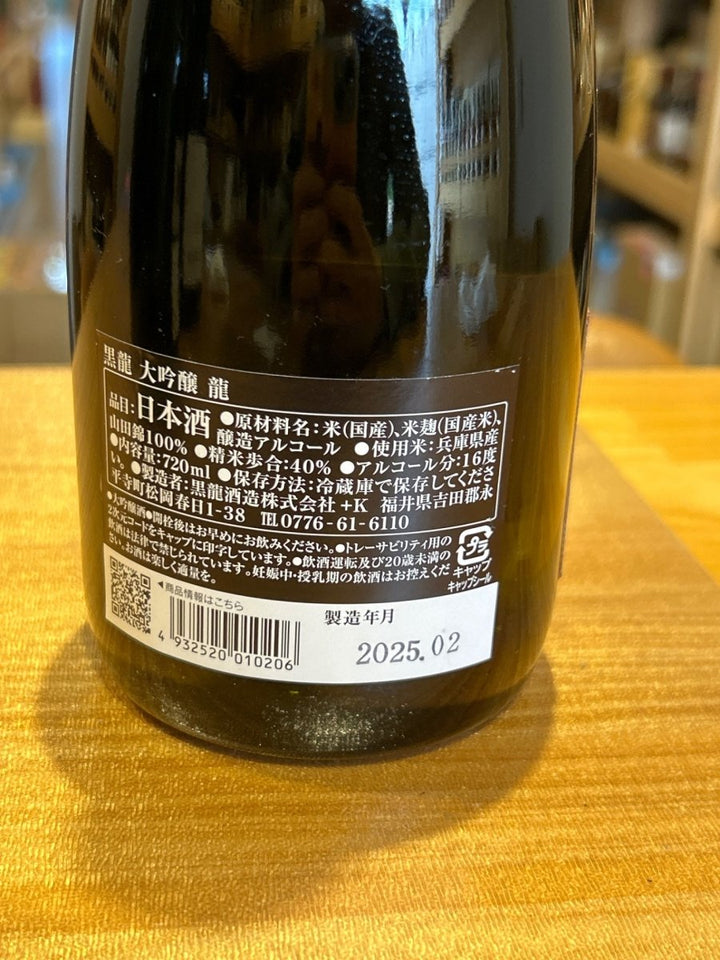 黒龍 大吟醸 龍
品目:日本酒 ●原材料名:米(国産)、米麹(国産米)、
醸造アルコール ●使用米:兵庫県産
山田錦100% ●精米歩合:40% ●アルコール分:16度
●内容量:720ml ●保存方法:冷蔵庫で保存してくださ
い。●製造者:黒龍酒造株式会社+K 福井県吉田郡永
平寺町松岡春日1-38 ℡0776-61-6110
●大吟醸酒●開栓後はお早めにお飲みください。●トレーサビリティ用の
2次元コードをキャップに印字しています。●飲酒運転及び20歳未満の
飲酒は法律で禁じられています。妊娠中・授乳期の飲酒はお控えくだ
さい。お酒は楽しく適量を。
プラ
キャップ
キャップシール
◀商品情報はこちら
4 932520 010206
製造年月
2025.02